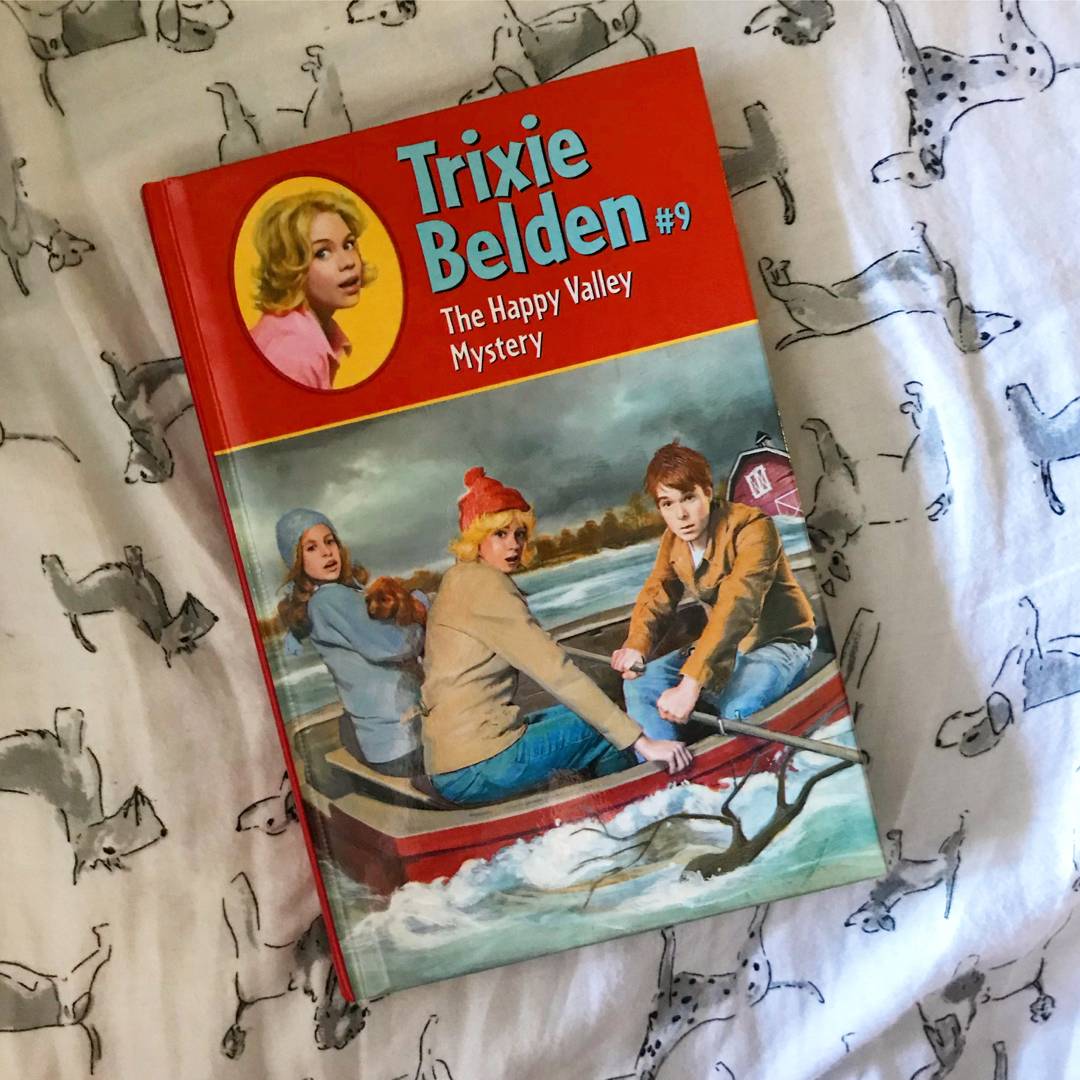 Trixie
Belden #9
The Happy Valley
Mystery